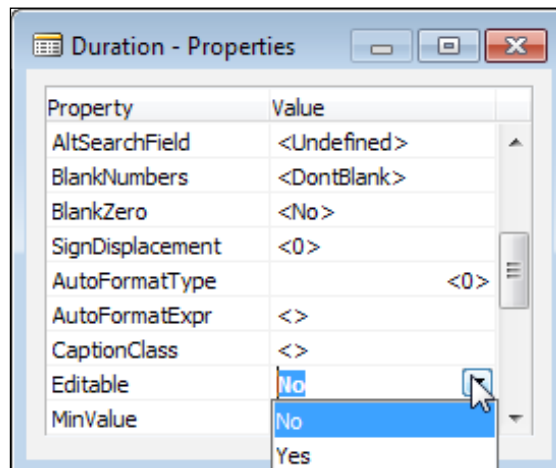 Duration - Properties
Property Value
AltSearchField <Undefined>
BlankNumbers <DontBlank>
BlankZero <No>
SignDisplacement <0>
AutoFormatType <0>
AutoFormatExpr <>
CaptionClass <>
Editable No
MinValue
No
Yes